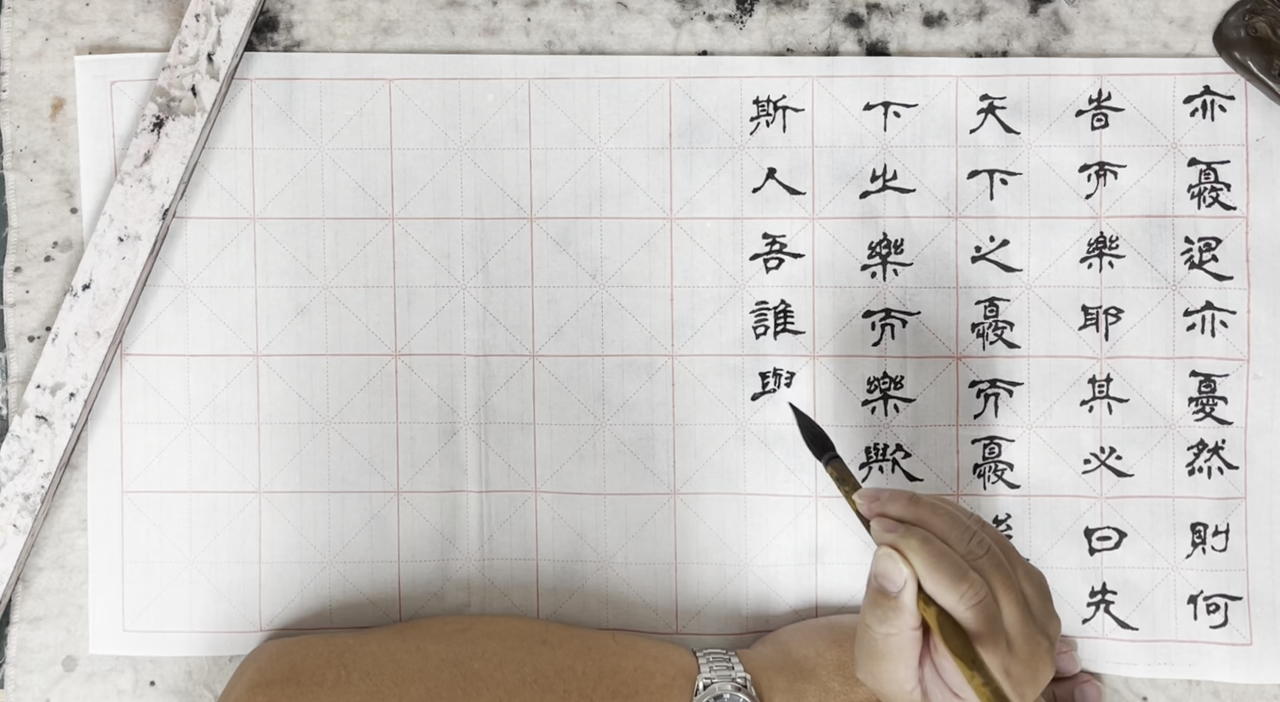 亦憂退亦憂然則何
旹而樂耶其必曰先
天下之憂而憂
下之樂而樂歟
斯人吾誰